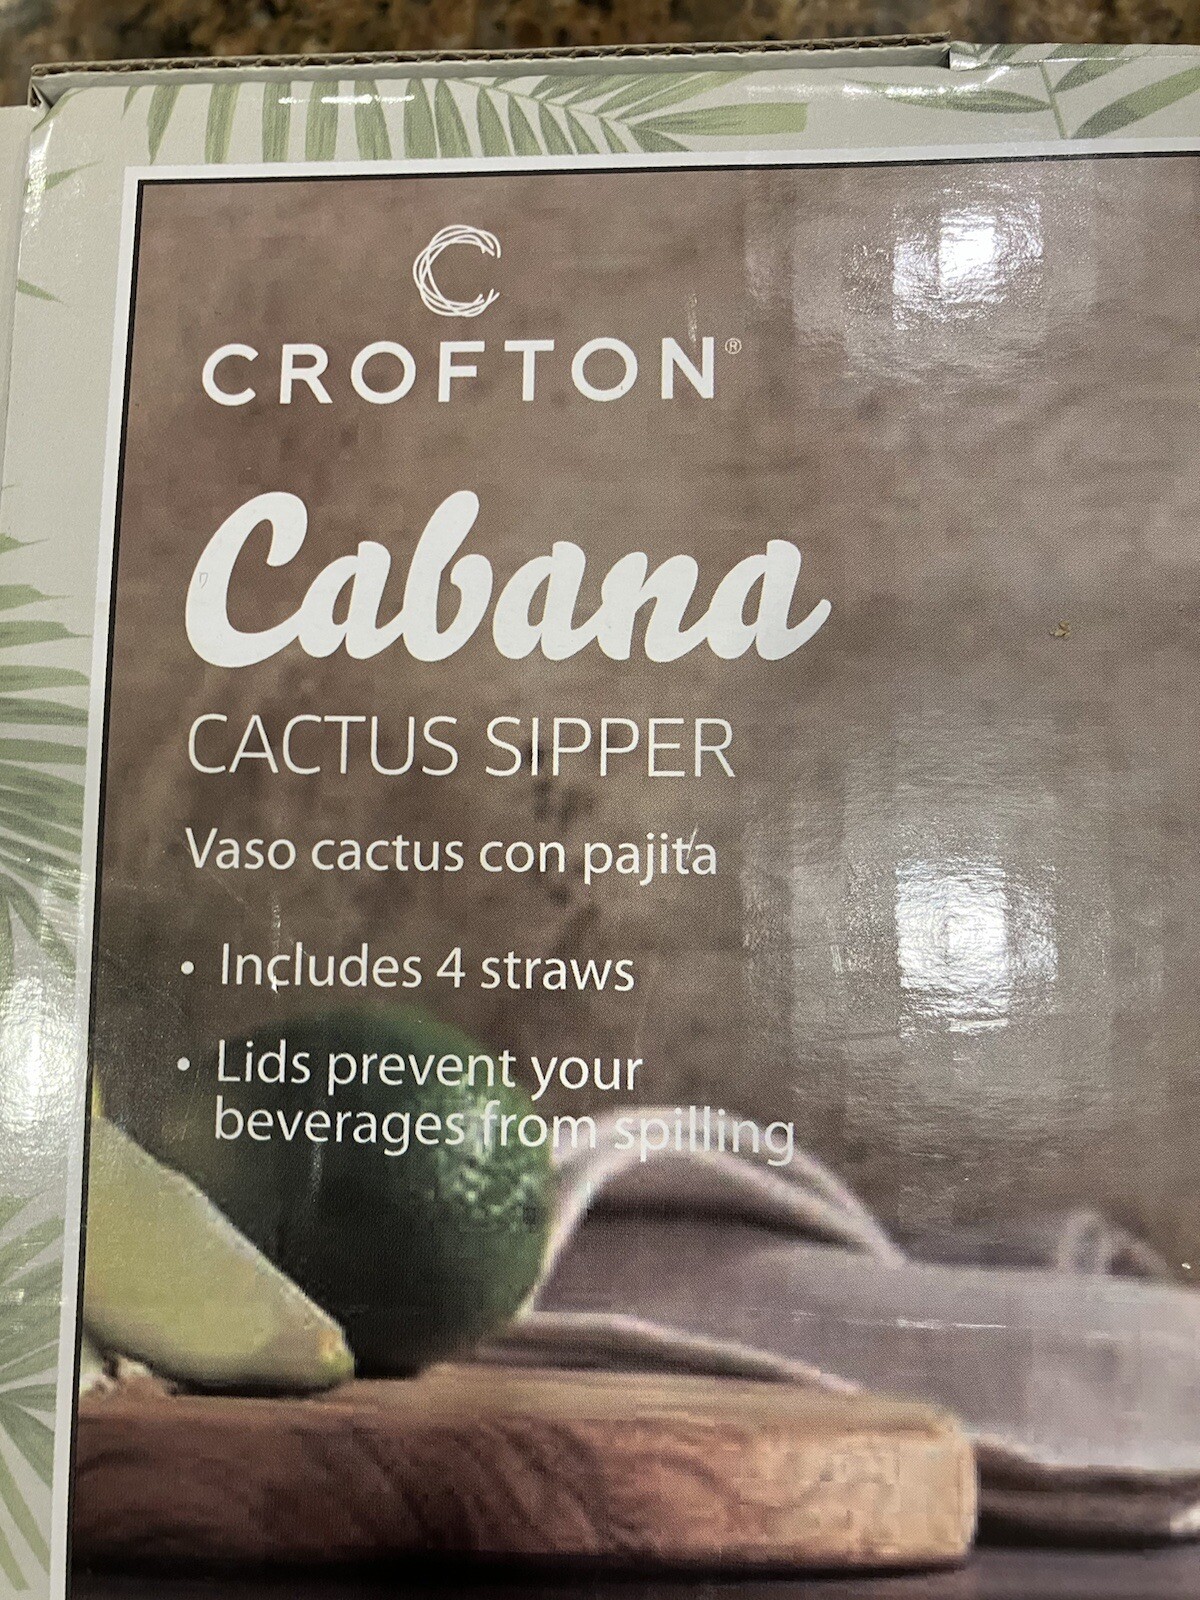 C
CROFTON®
Cabana
CACTUS SIPPER
Vaso cactus con pajita
• Includes 4 straws
• Lids prevent your
beverages from spilling